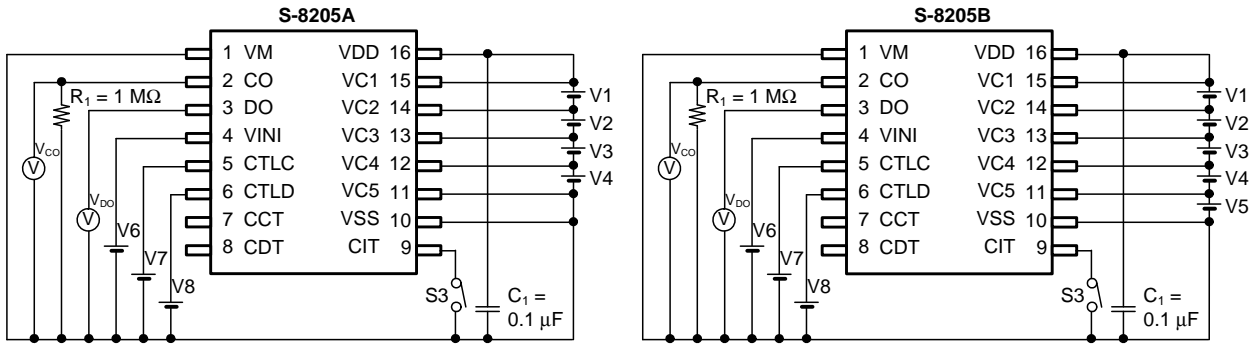 S-8205A
1 VM VDD 16
2 CO VC1 15
R1 = 1 MΩ
3 DO VC2 14
4 VINI VC3 13
5 CTLC VC4 12
6 CTLD VC5 11
7 CCT VSS 10
8 CDT CIT 9
V1
V2
V3
V4
VCO
V
VDO
V
V6
V7
V8
S3
C1 =
0.1 µF
S-8205B
1 VM VDD 16
2 CO VC1 15
R1 = 1 MΩ
3 DO VC2 14
4 VINI VC3 13
5 CTLC VC4 12
6 CTLD VC5 11
7 CCT VSS 10
8 CDT CIT 9
V1
V2
V3
V4
V5
VCO
V
VDO
V
V6
V7
V8
S3
C1 =
0.1 µF